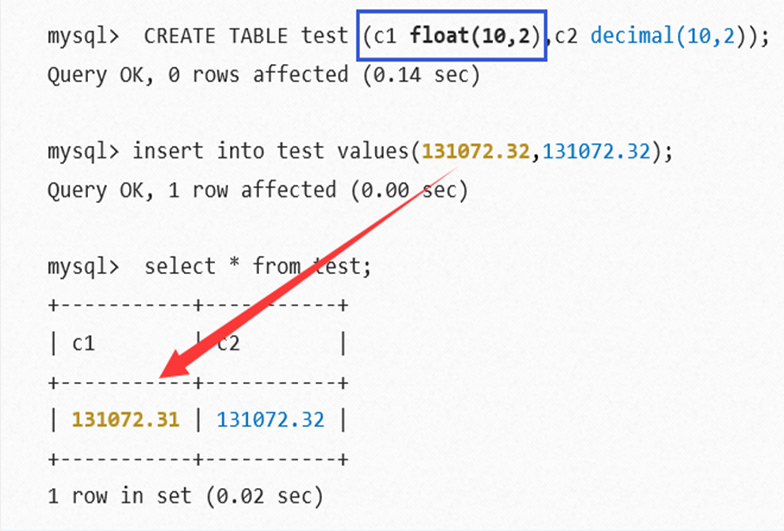 mysql>  CREATE TABLE test (c1 float(10,2),c2 decimal(10,2));
Query OK, 0 rows affected (0.14 sec)
mysql> insert into test values(131072.32,131072.32);
Query OK, 1 row affected (0.00 sec)
mysql>  select * from test;
+-----------+-----------+
| c1        | c2        |
+-----------+-----------+
| 131072.31 | 131072.32 |
+-----------+-----------+
1 row in set (0.02 sec)